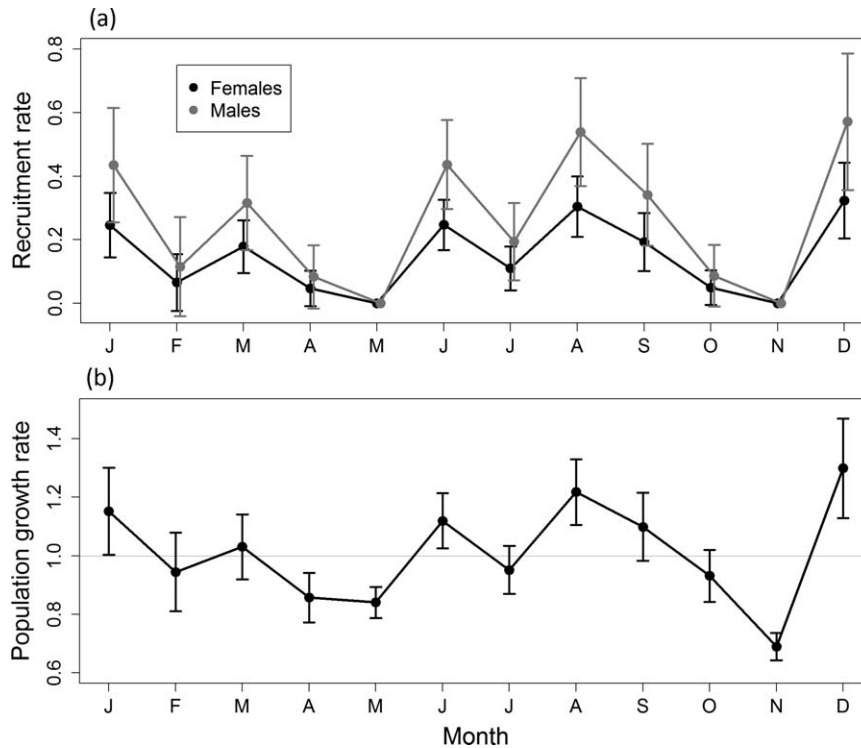 (a)
Recruitment rate
0.8
0.6
0.4
0.2
0.0
Females
Males
J F M A M J J A S O N D
(b)
Population growth rate
1.4
1.2
1.0
0.8
0.6
J F M A M J J A S O N D
Month